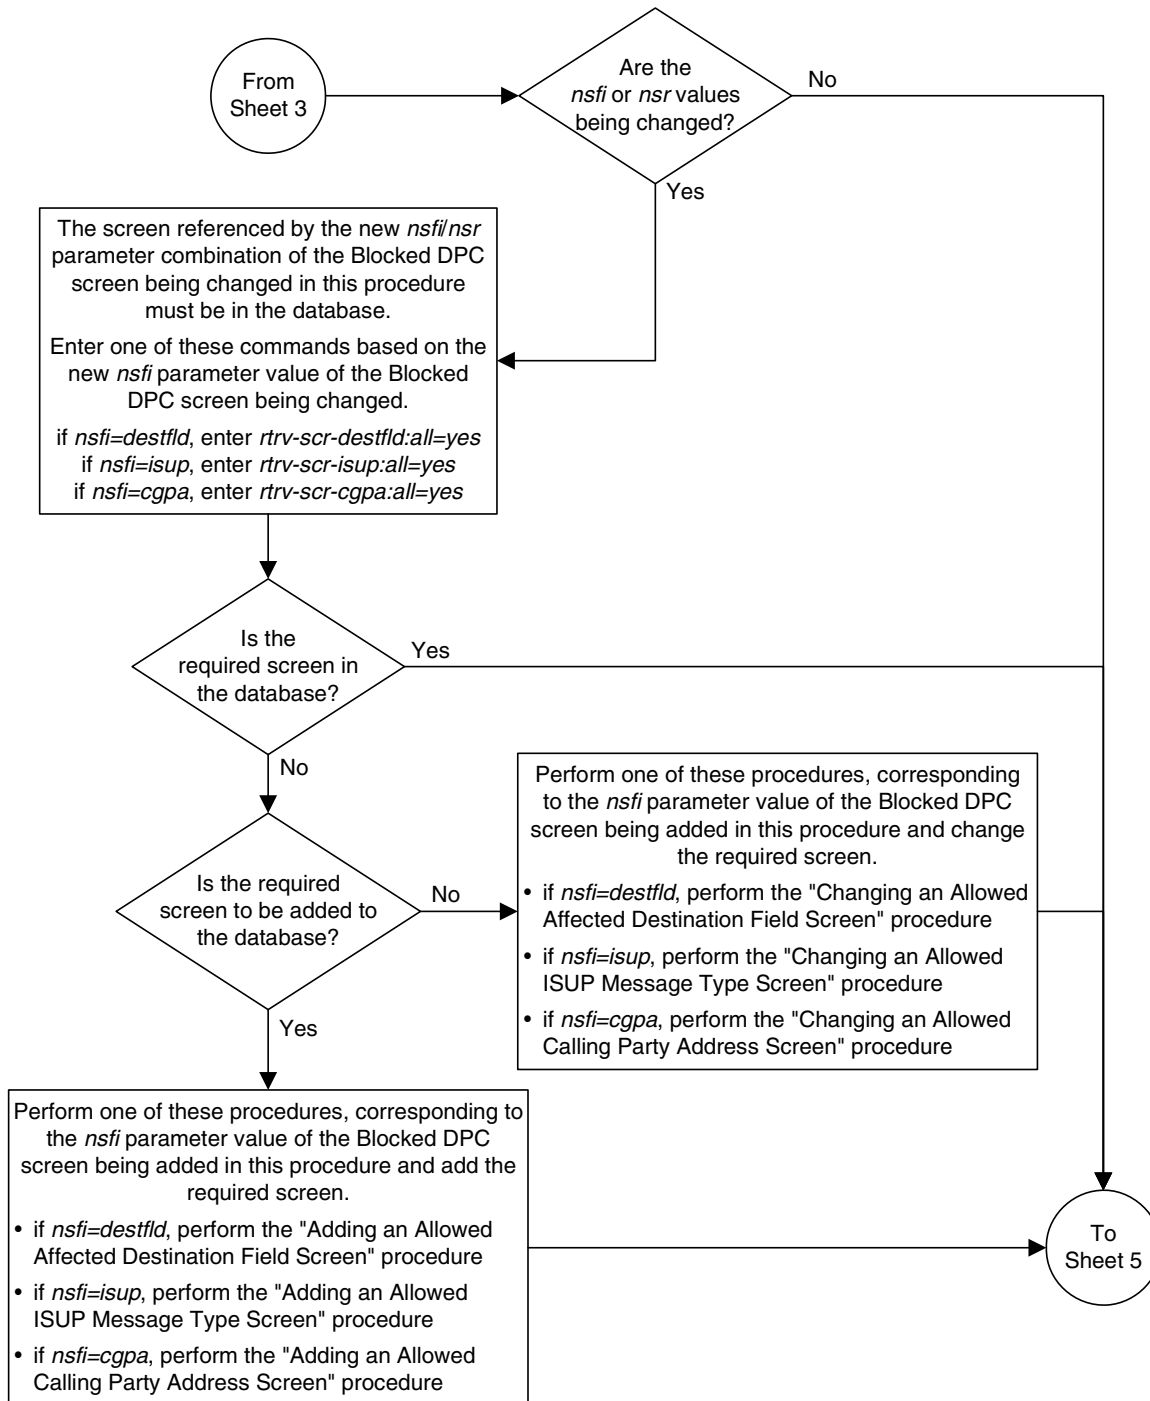 From
Sheet 3
Are the
nsfi or nsr values
being changed?
No
Yes
The screen referenced by the new nsfi/nsr
parameter combination of the Blocked DPC
screen being changed in this procedure
must be in the database.
Enter one of these commands based on the
new nsfi parameter value of the Blocked
DPC screen being changed.
if nsfi=destfld, enter rtrv-scr-destfld:all=yes
if nsfi=isup, enter rtrv-scr-isup:all=yes
if nsfi=cgpa, enter rtrv-scr-cgpa:all=yes
Is the
required screen in
the database?
Yes
No
Is the required
screen to be added to
the database?
No
Yes
Perform one of these procedures, corresponding
to the nsfi parameter value of the Blocked DPC
screen being added in this procedure and change
the required screen.
• if nsfi=destfld, perform the "Changing an Allowed
Affected Destination Field Screen" procedure
• if nsfi=isup, perform the "Changing an Allowed
ISUP Message Type Screen" procedure
• if nsfi=cgpa, perform the "Changing an Allowed
Calling Party Address Screen" procedure
Perform one of these procedures, corresponding to
the nsfi parameter value of the Blocked DPC
screen being added in this procedure and add the
required screen.
• if nsfi=destfld, perform the "Adding an Allowed
Affected Destination Field Screen" procedure
• if nsfi=isup, perform the "Adding an Allowed
ISUP Message Type Screen" procedure
• if nsfi=cgpa, perform the "Adding an Allowed
Calling Party Address Screen" procedure
To
Sheet 5